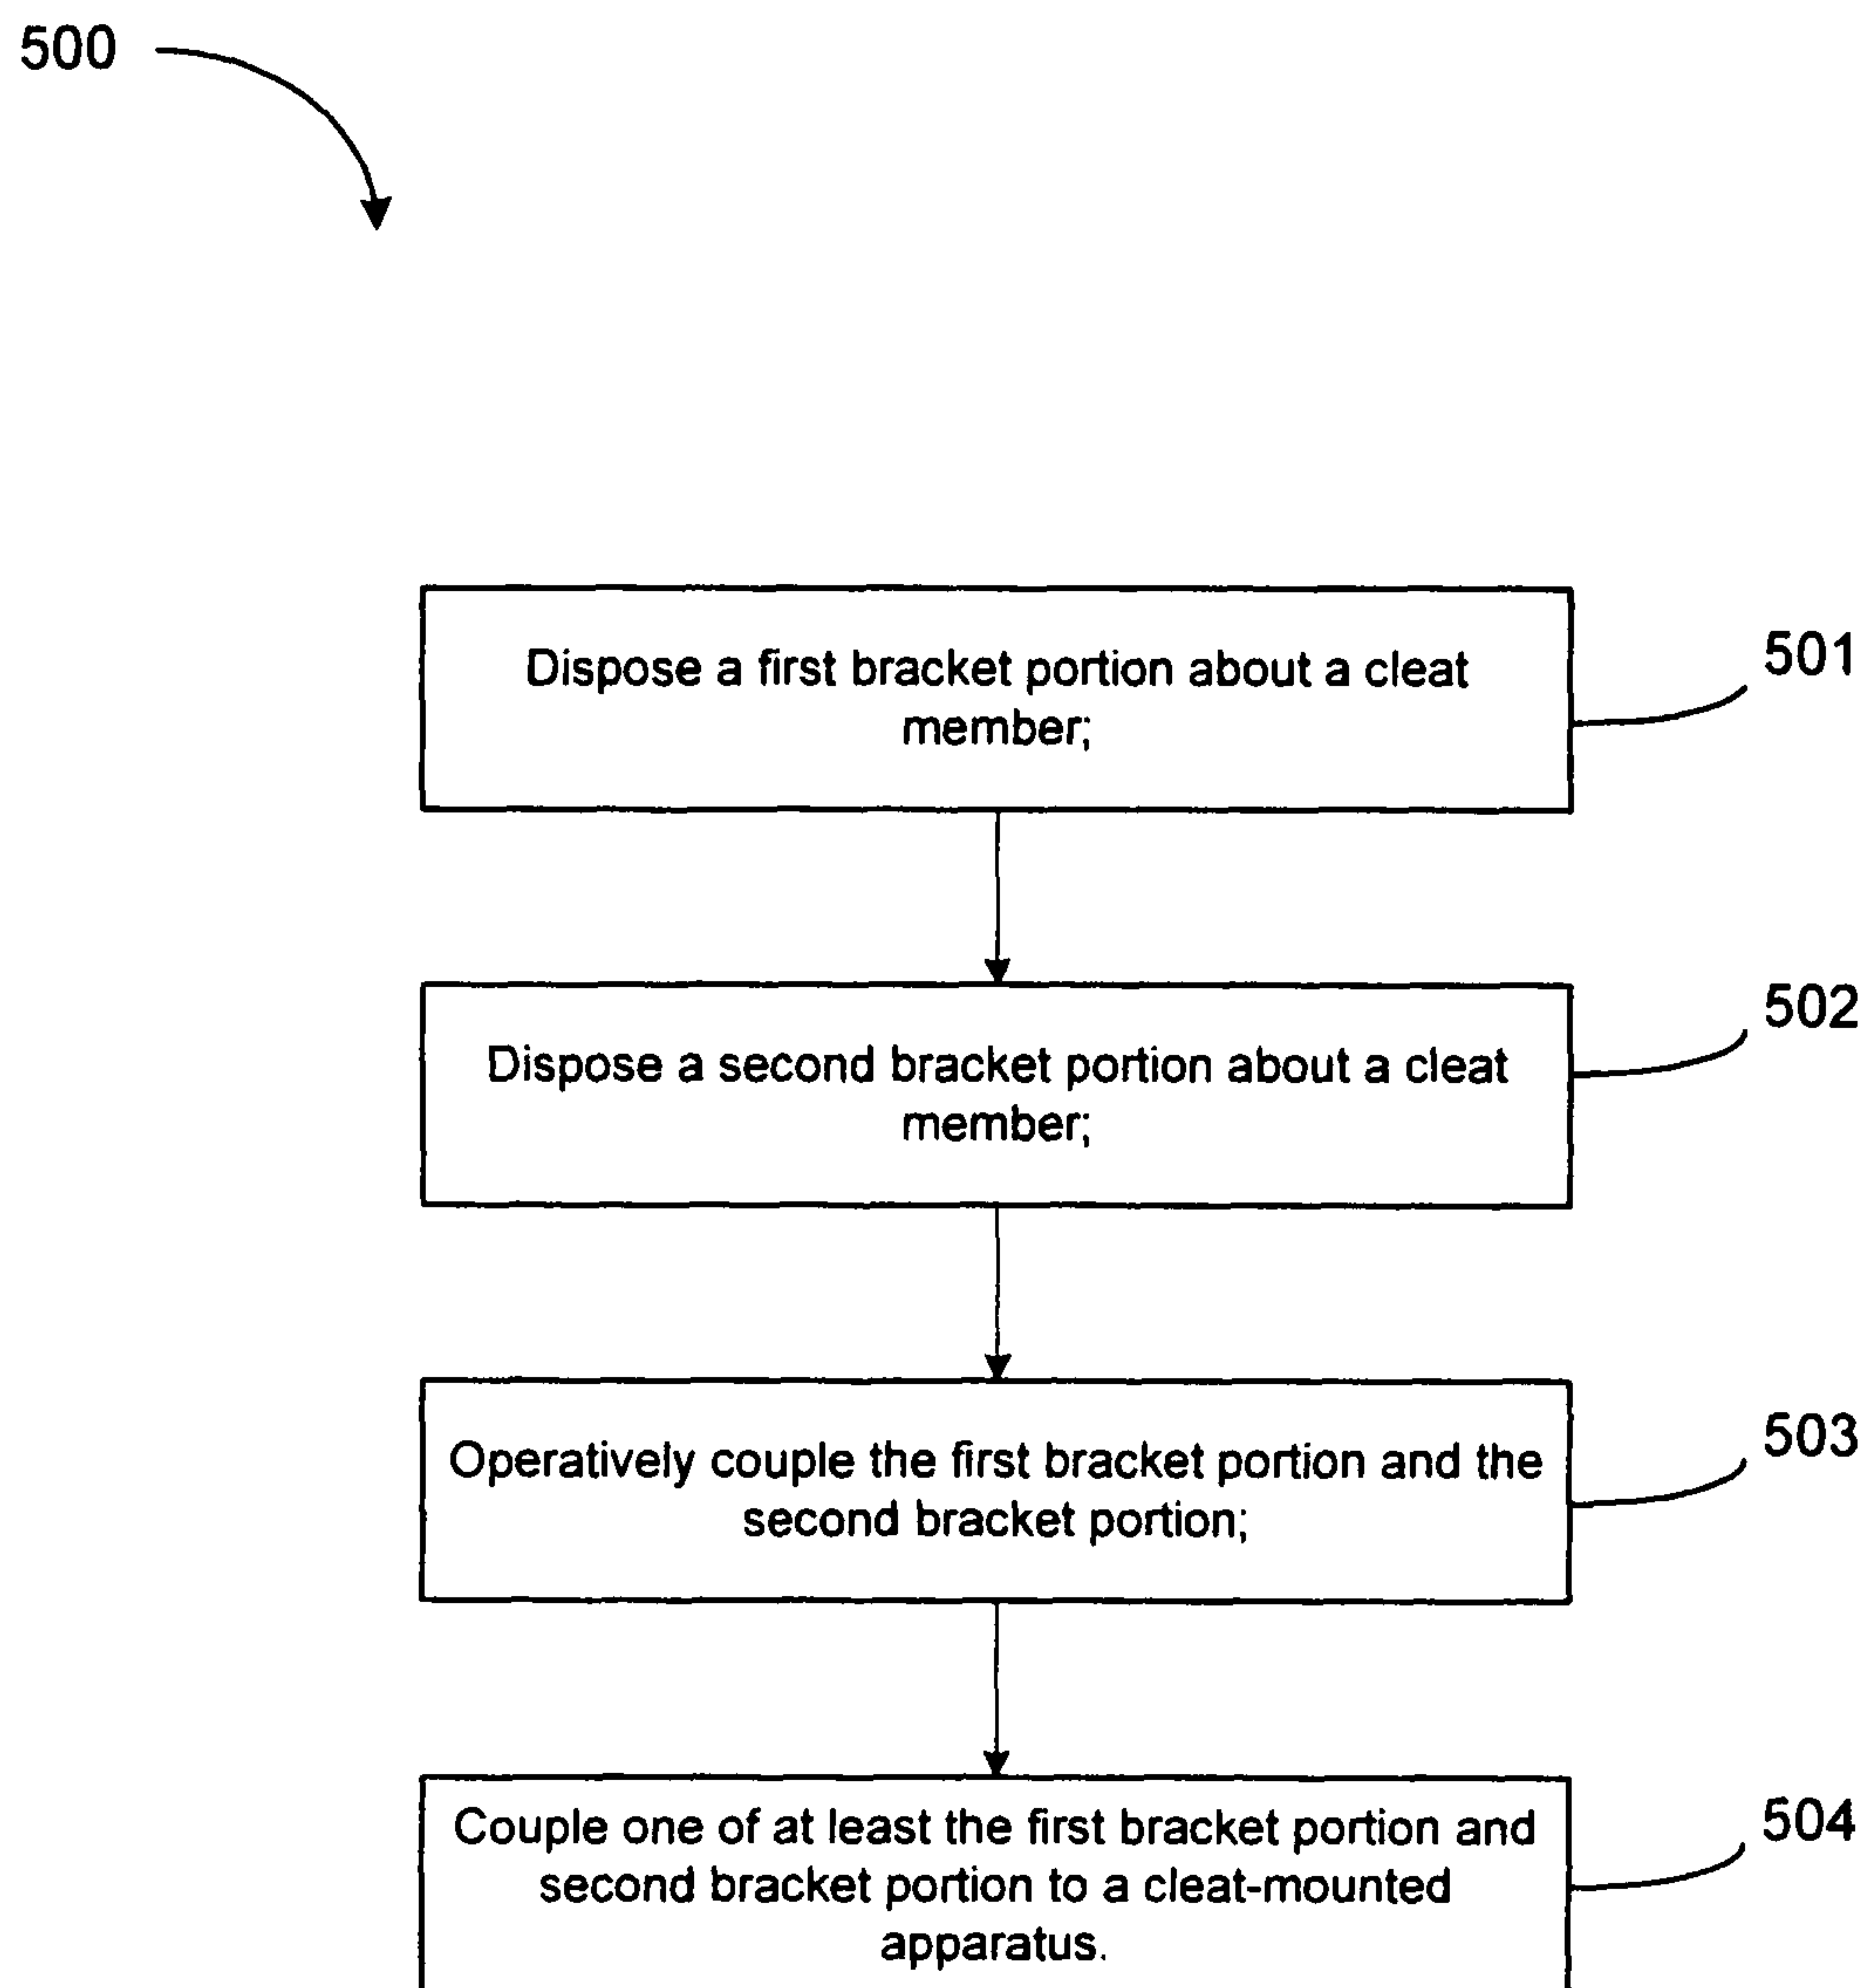 500
Dispose a first bracket portion about a cleat
member;
501
Dispose a second bracket portion about a cleat
member;
502
Operatively couple the first bracket portion and the
second bracket portion;
503
Couple one of at least the first bracket portion and
second bracket portion to a cleat-mounted
apparatus.
504